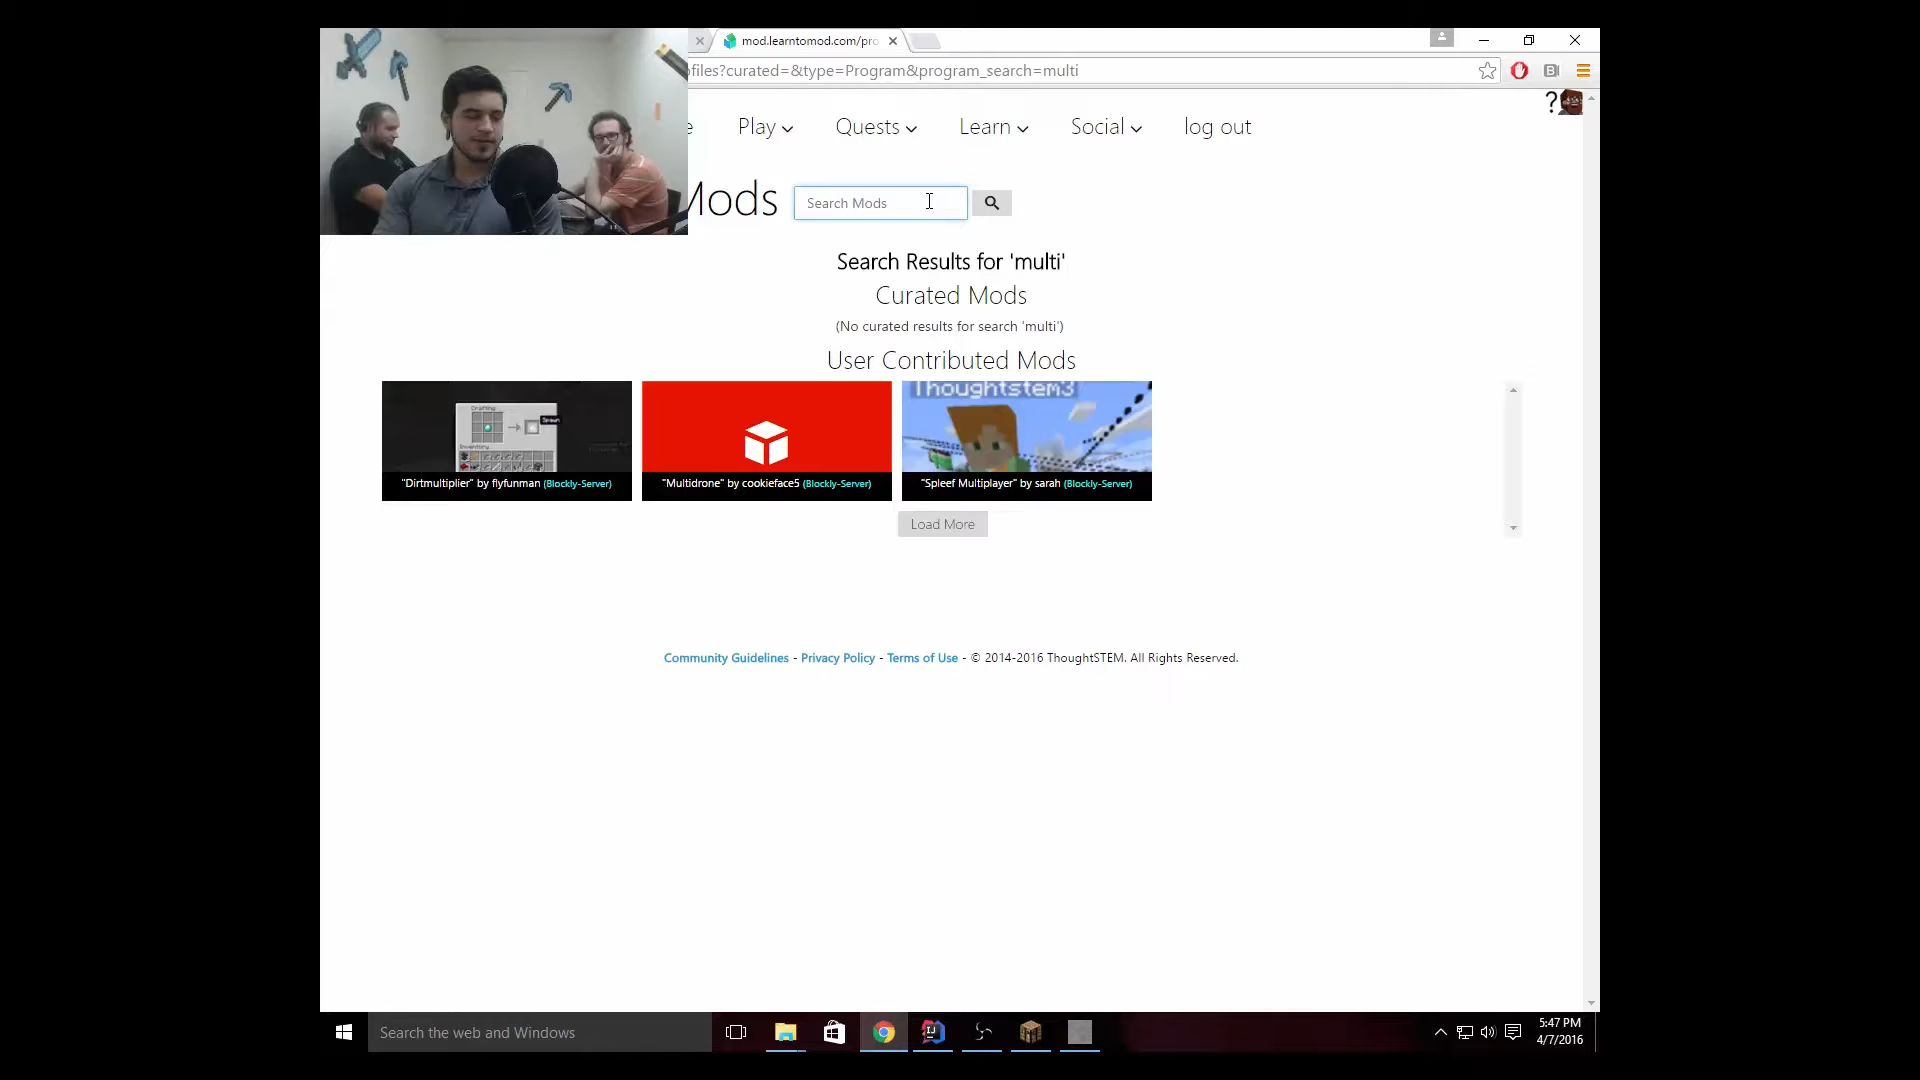 mod.learntomod.com/pro
files?curated=&type=Program&program_search=multi
Play
Quests
Learn
Social
log out
?
Mods
Search Mods
Search Results for 'multi'
Curated Mods
(No curated results for search 'multi')
User Contributed Mods
Crafting
Spawn
Inventory
Thoughtstem3
"Dirtmultiplier" by flyfunman (Blockly-Server)
"Multidrone" by cookieface5 (Blockly-Server)
"Spleef Multiplayer" by sarah (Blockly-Server)
Load More
Community Guidelines - Privacy Policy - Terms of Use - © 2014-2016 ThoughtSTEM. All Rights Reserved.
Search the web and Windows
5:47 PM
4/7/2016